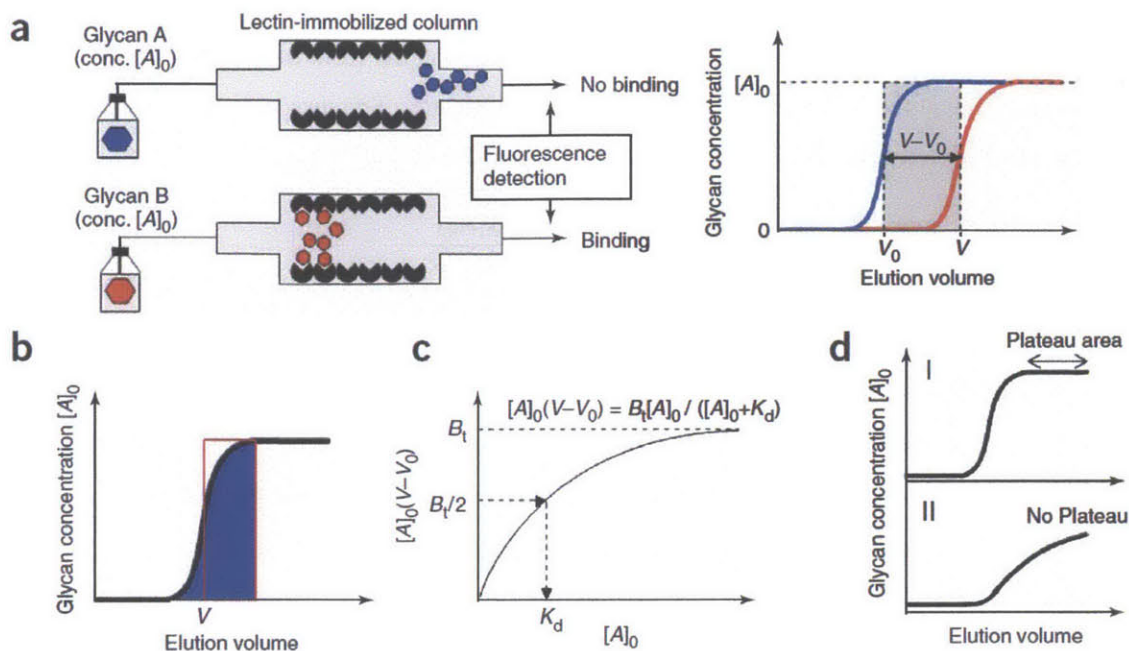 a
Lectin-immobilized column
Glycan A
(conc. [A]₀)
No binding
Fluorescence
detection
Glycan B
(conc. [A]₀)
Binding
Glycan concentration
[A]₀
V–V₀
0
V₀
V
Elution volume
b
Glycan concentration [A]₀
V
Elution volume
c
[A]₀(V–V₀) = Bₜ[A]₀ / ([A]₀+K_d)
[A]₀(V–V₀)
Bₜ
Bₜ/2
K_d
[A]₀
d
Plateau area
I
Glycan concentration [A]₀
II
No Plateau
Elution volume